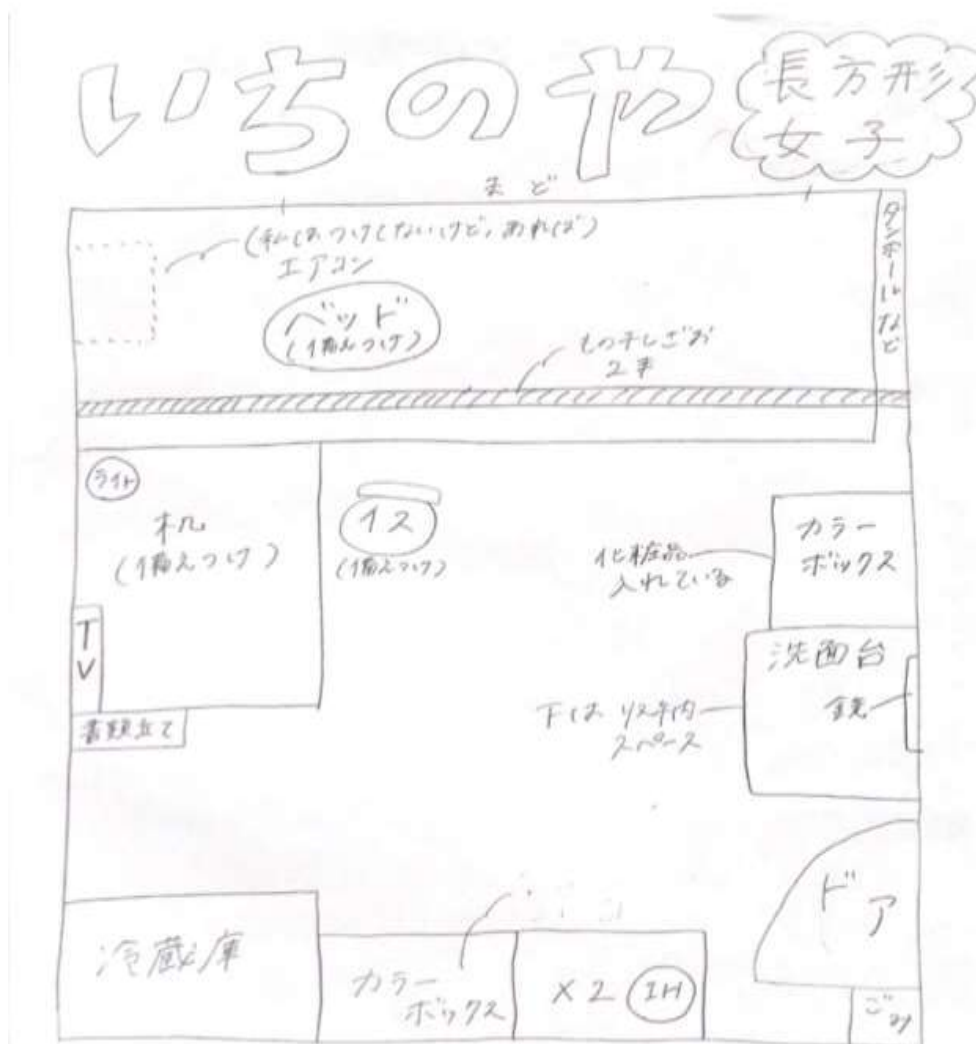 いちのや
長方形
女子
まど
(私はつけてないけど、あれば)
エアコン
ベッド
(備えつけ)
ダンボールなど
もの干しざお
2本
ライト
机
(備えつけ)
イス
(備えつけ)
化粧品
入れている
カラー
ボックス
TV
洗面台
鏡
下は 収納
スペース
書類立て
ドア
冷蔵庫
カラー
ボックス
×2
IH
ごみ